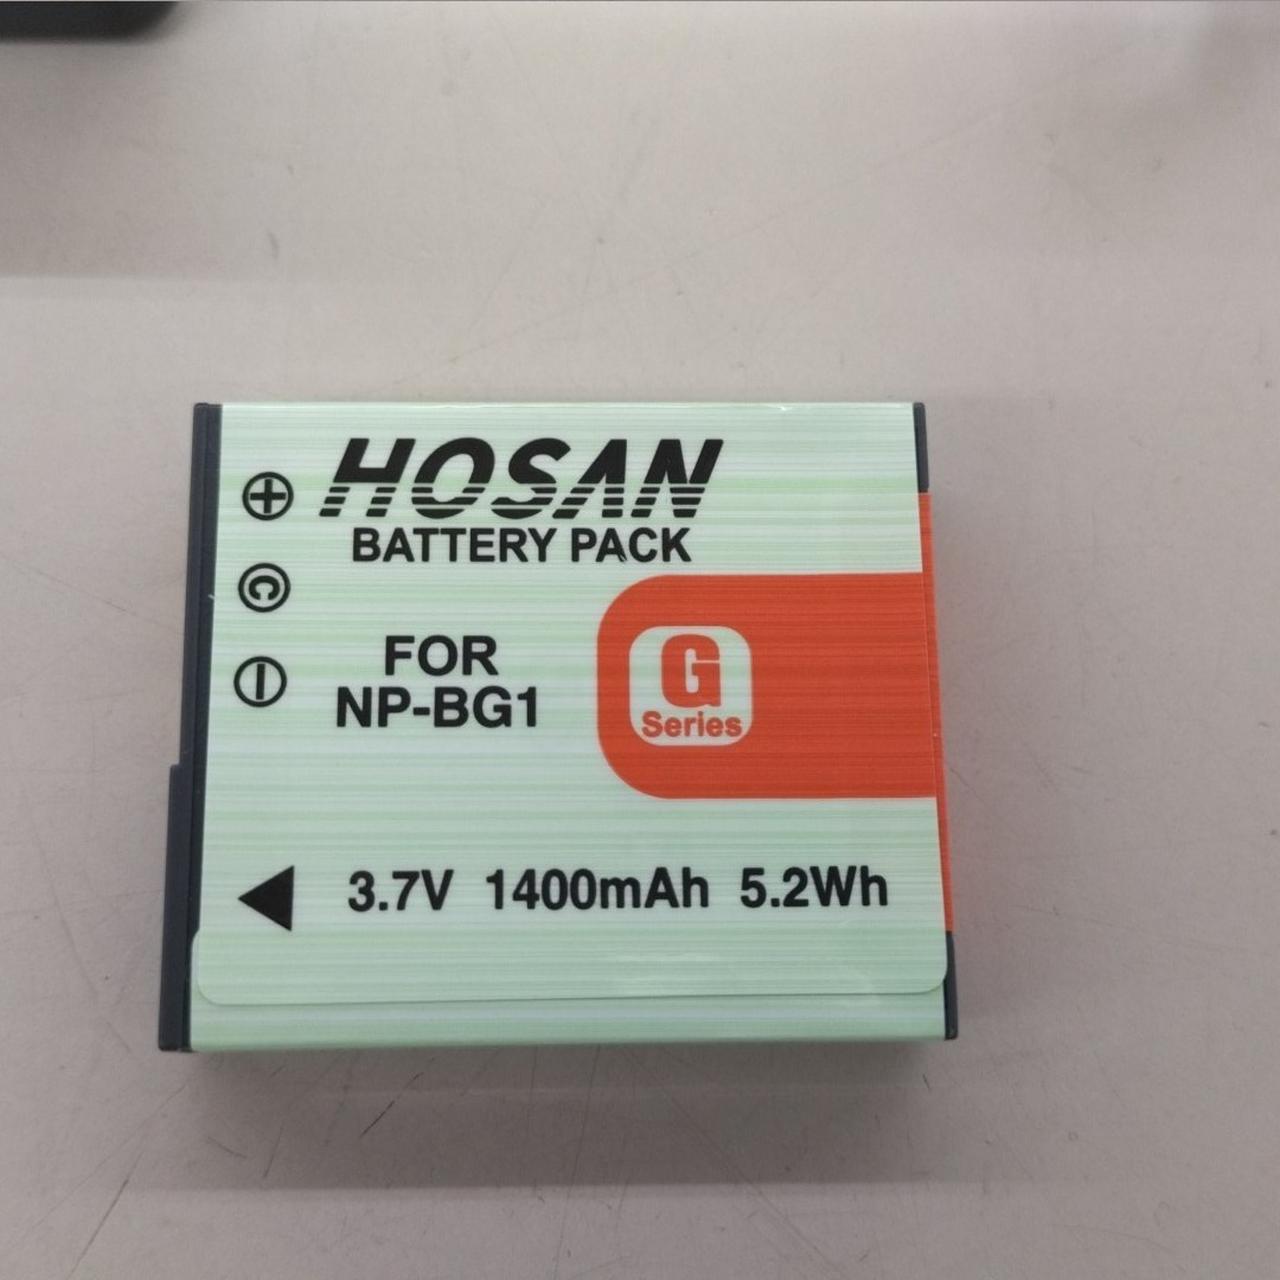 HOSAN
BATTERY PACK
+
C
FOR
NP-BG1
G
Series
3.7V 1400mAh 5.2Wh